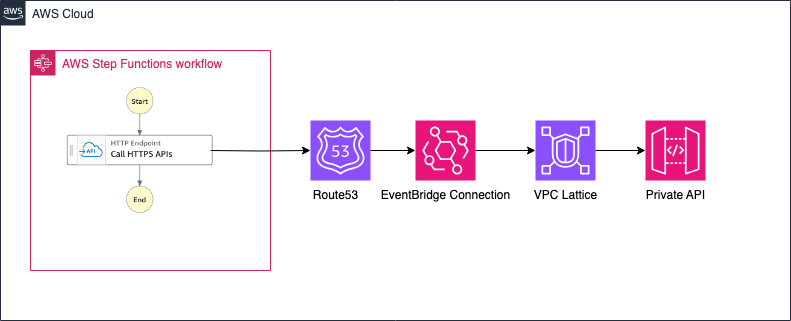 aws
AWS Cloud
AWS Step Functions workflow
Start
API
HTTP Endpoint
Call HTTPS APIs
End
53
Route53
EventBridge Connection
VPC Lattice
Private API